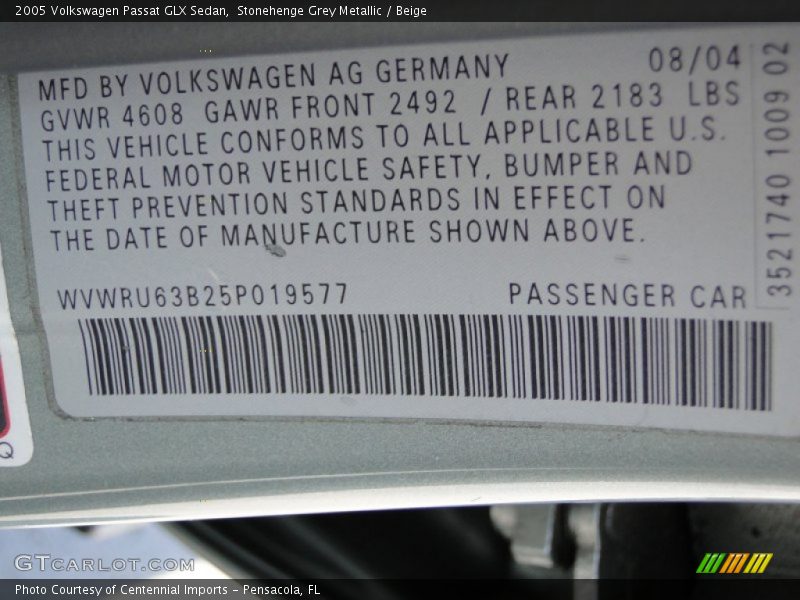 2005 Volkswagen Passat GLX Sedan,  Stonehenge Grey Metallic / Beige
MFD BY VOLKSWAGEN AG GERMANY 08/04
GVWR 4608 GAWR FRONT 2492 / REAR 2183 LBS
THIS VEHICLE CONFORMS TO ALL APPLICABLE U.S.
FEDERAL MOTOR VEHICLE SAFETY, BUMPER AND
THEFT PREVENTION STANDARDS IN EFFECT ON
THE DATE OF MANUFACTURE SHOWN ABOVE.
WVWRU63B25P019577 PASSENGER CAR
3521740 1009 02
Q
GTCARLOT.COM
Photo Courtesy of Centennial Imports - Pensacola, FL